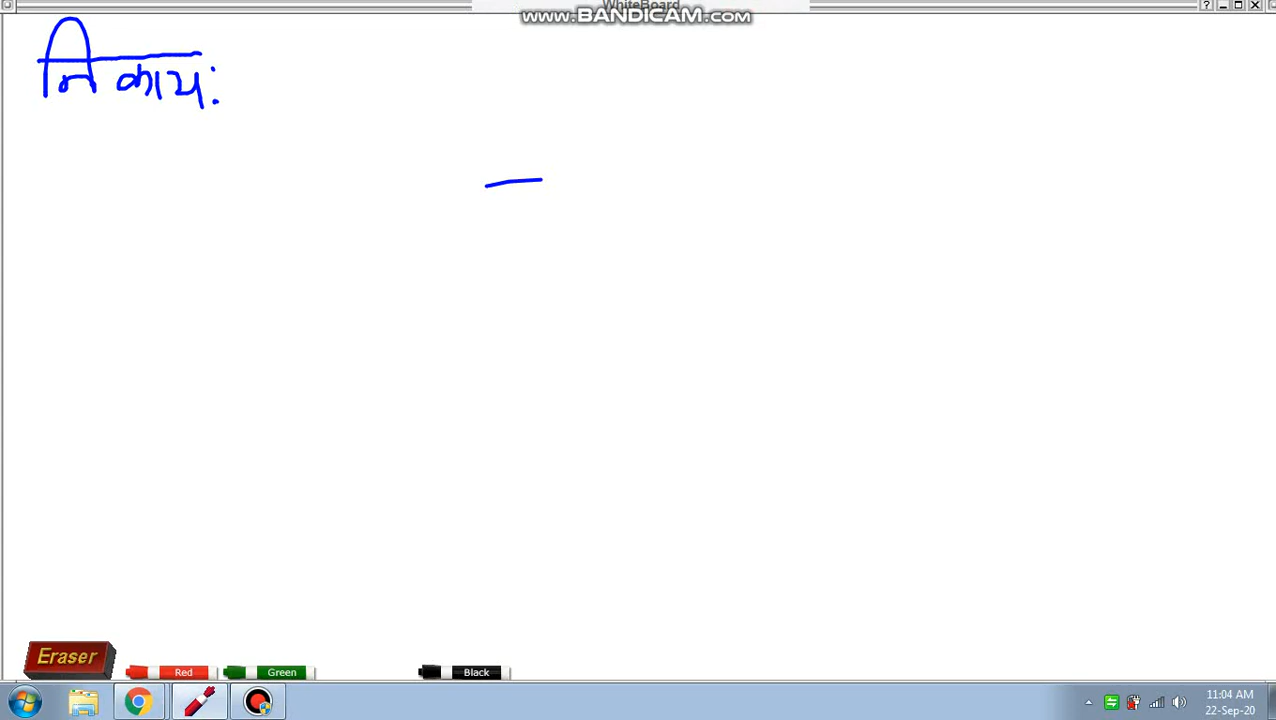 WhiteBoard
www.BANDICAM.com
निकाय:
Eraser
Red
Green
Black
11:04 AM
22-Sep-20